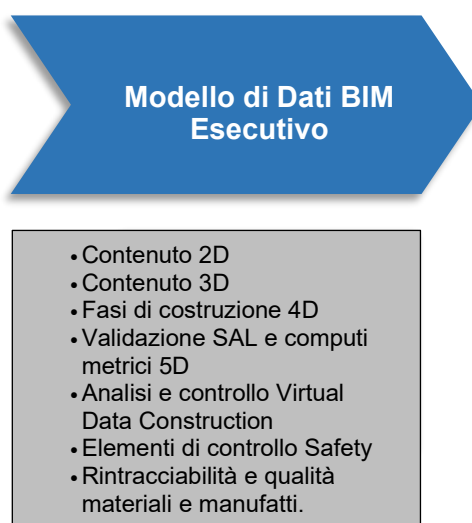 Modello di Dati BIM
Esecutivo
• Contenuto 2D
• Contenuto 3D
• Fasi di costruzione 4D
• Validazione SAL e computi
metrici 5D
• Analisi e controllo Virtual
Data Construction
• Elementi di controllo Safety
• Rintracciabilità e qualità
materiali e manufatti.